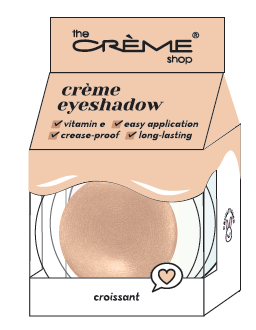 the
CRÈME®
shop
crème
eyeshadow
vitamin e easy application
crease-proof long-lasting
croissant